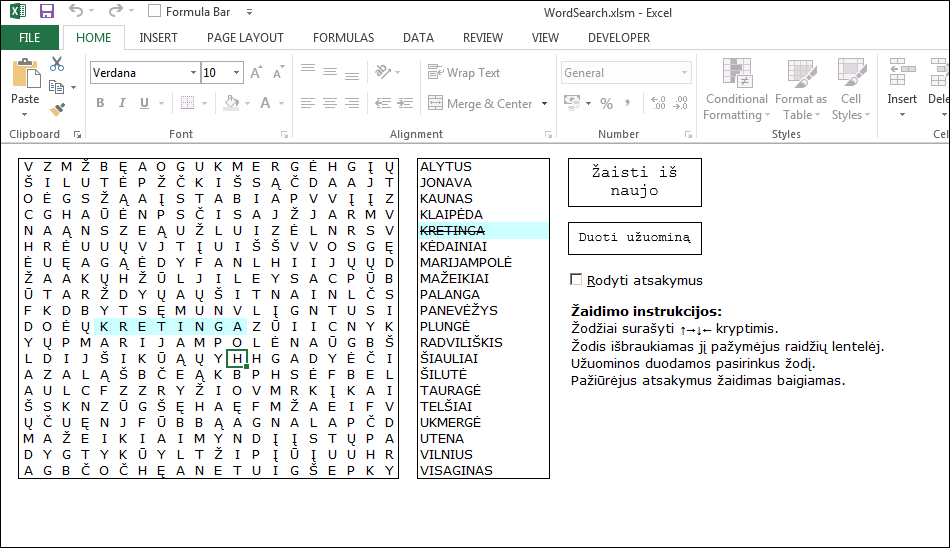 Formula Bar
WordSearch.xlsm - Excel
FILE HOME INSERT PAGE LAYOUT FORMULAS DATA REVIEW VIEW DEVELOPER
Paste
Verdana 10 A A
B I U A
Wrap Text
Merge & Center
General
% ,
Conditional Formatting
Format as Table
Cell Styles
Insert
Clipboard Font Alignment Number Styles
V Z M Ž B Ę A O G U K M E R G Ė H G Į Ų
Š I L U T Ė P Ž Č K I Š S Ą Č D A A J T
O Ė G S Ž Ą A Į S T A B I A P V V I Į Z
C G H A Ū Ė N P S Č I S A J Ž J A R M V
N A Ą N S Z E Ą U Ž L U I Z Ė L N R S V
H R Ė U U Ų V J T Į U I Š Š V V O S G Ę
Ė U Ę A G Ą Ė D Y F A N L H I I J Ų Ų D
Ž A A K Ų H Ž Ū L J I L E Y S A C P Ū B
Ū T A R Ž D Y Ų A Ų Š I T N A I N L Č S
F K D B Y T S Ę M U N V L Į G N T U S I
D O Ė Ų K R E T I N G A Z Ū I I C N Y K
Y Ų P M A R I J A M P O L Ė N A Ū G B Š
L D I J Š I K Ū Ą Ų Y H H G A D Y Ė Č I
A Z A L Ą Š B Č E Ą K B P H S Ė F B E L
A U L C F Z Z R Y Ž I O V M R K Į K A I
Š S K N Z Ū G Š Ę H A Ę F M Ž A E I F V
Ų Č U Ę N J F Ū B B Ą A G N A L A P Č D
M A Ž E I K I A I M Y N D Į Į S T Ų P A
D Y G T Y K Ū Y L T Ž I P Į Ū Į U U H R
A G B Č O Č H Ę A N E T U I G Š E P K Y
ALYTUS
JONAVA
KAUNAS
KLAIPĖDA
KRETINGA
KĖDAINIAI
MARIJAMPOLĖ
MAŽEIKIAI
PALANGA
PANEVĖŽYS
PLUNGĖ
RADVILIŠKIS
ŠIAULIAI
ŠILUTĖ
TAURAGĖ
TELŠIAI
UKMERGĖ
UTENA
VILNIUS
VISAGINAS
Žaisti iš
naujo
Duoti užuominą
Rodyti atsakymus
Žaidimo instrukcijos:
Žodžiai surašyti ↑→↓← kryptimis.
Žodis išbraukiamas jį pažymėjus raidžių lentelėj.
Užuominos duodamos pasirinkus žodį.
Pažiūrėjus atsakymus žaidimas baigiamas.